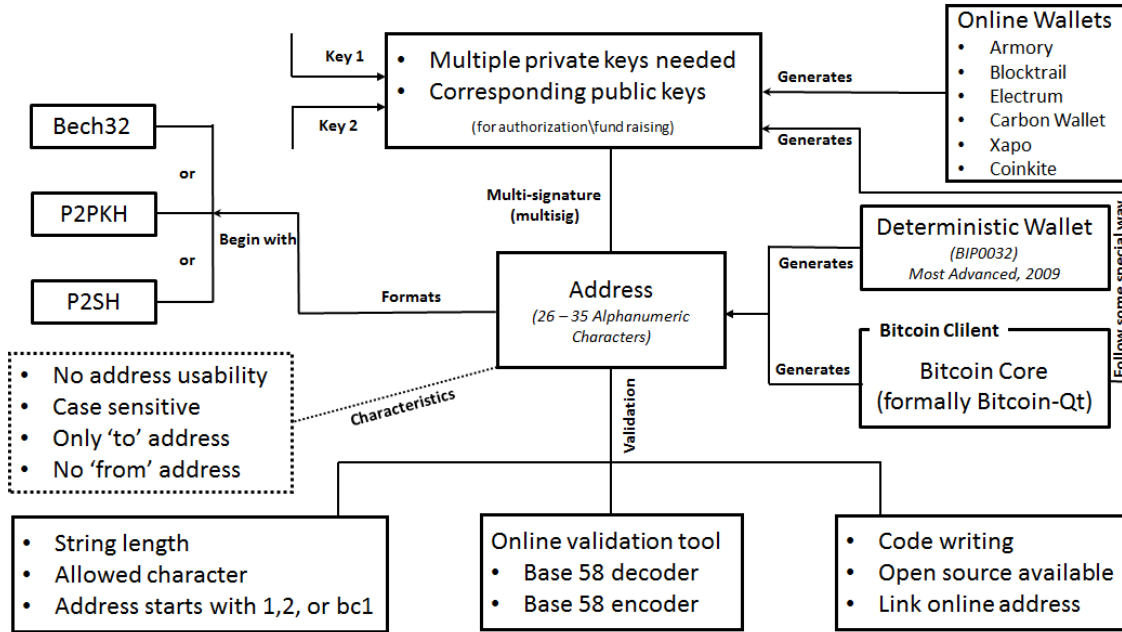 Online Wallets
• Armory
• Blocktrail
• Electrum
• Carbon Wallet
• Xapo
• Coinkite
Key 1
Key 2
• Multiple private keys needed
• Corresponding public keys
(for authorization\fund raising)
Generates
Generates
Bech32
or
P2PKH
or
P2SH
Begin with
Formats
Multi-signature
(multisig)
Address
(26 – 35 Alphanumeric
Characters)
Generates
Generates
Deterministic Wallet
(BIP0032)
Most Advanced, 2009
Follow some special way
Bitcoin Clilent
Bitcoin Core
(formally Bitcoin-Qt)
• No address usability
• Case sensitive
• Only ‘to’ address
• No ‘from’ address
Characteristics
Validation
• String length
• Allowed character
• Address starts with 1,2, or bc1
Online validation tool
• Base 58 decoder
• Base 58 encoder
• Code writing
• Open source available
• Link online address